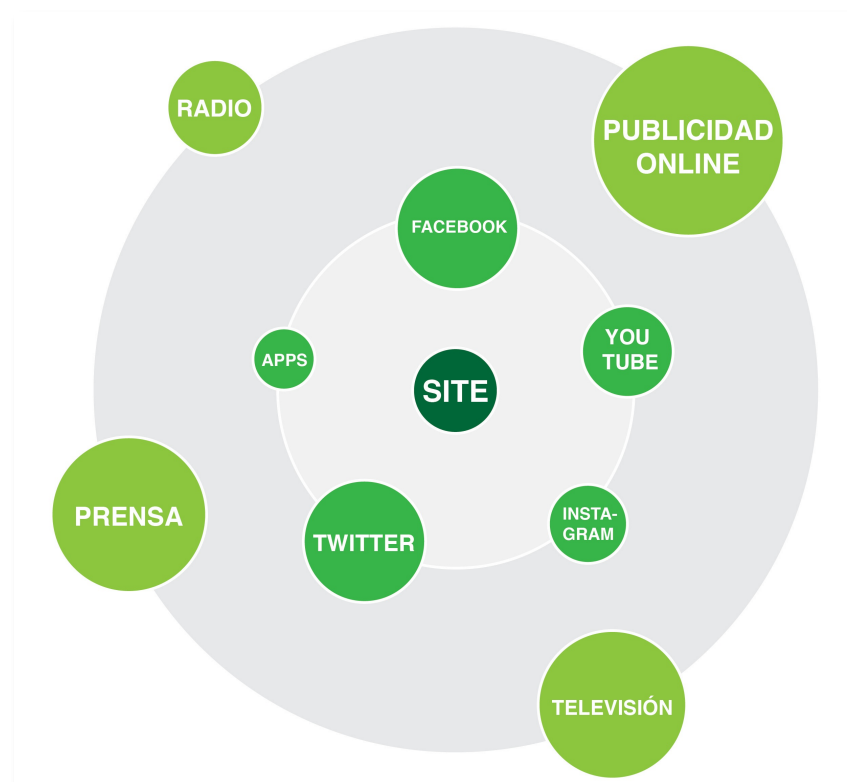 RADIO
PUBLICIDAD
ONLINE
FACEBOOK
YOU
TUBE
APPS
SITE
INSTA-
GRAM
PRENSA
TWITTER
TELEVISIÓN